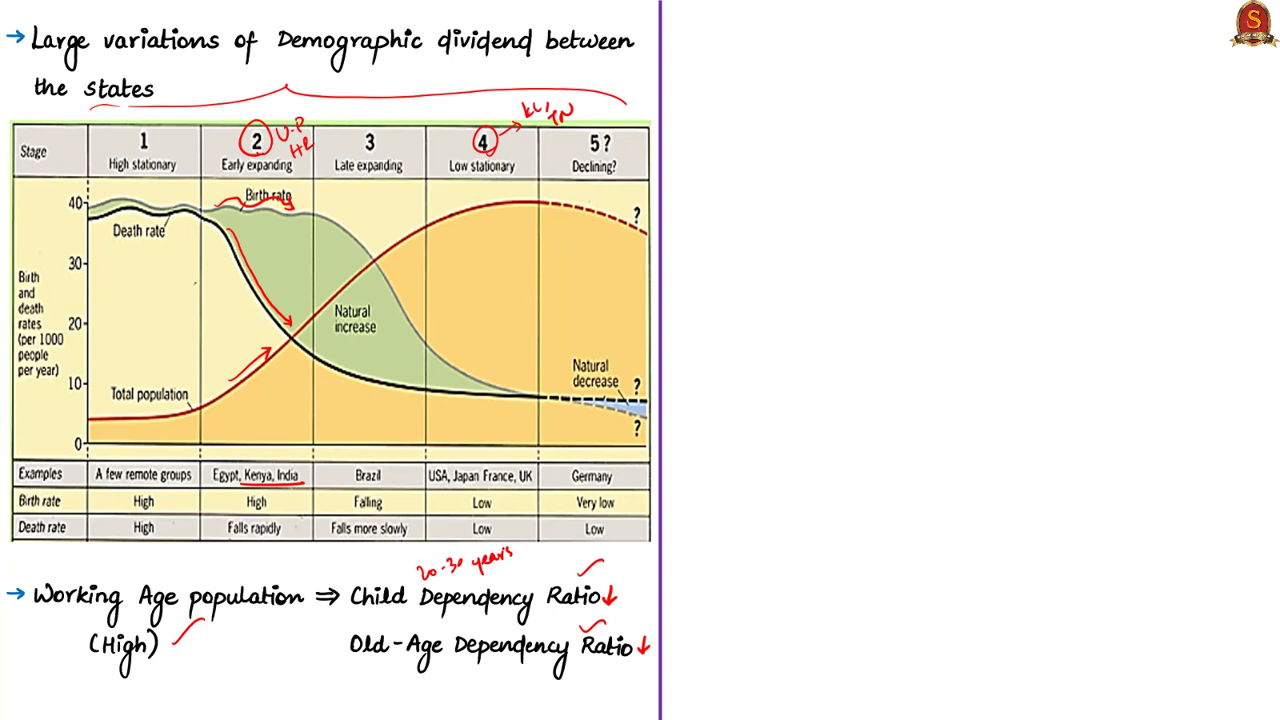 → Large variations of Demographic dividend between
the states
KL, TN
U.P
HR
Stage
1
High stationary
2
Early expanding
3
Late expanding
4
Low stationary
5?
Declining?
Birth and death rates (per 1000 people per year)
40
30
20
10
0
Birth rate
Death rate
Natural
increase
Total population
Natural
decrease
?
?
?
Examples A few remote groups Egypt, Kenya, India Brazil USA, Japan France, UK Germany
Birth rate High High Falling Low Very low
Death rate High Falls rapidly Falls more slowly Low Low
20-30 years
→ Working Age population ⇒ Child Dependency Ratio↓
(High) Old-Age Dependency Ratio↓
S